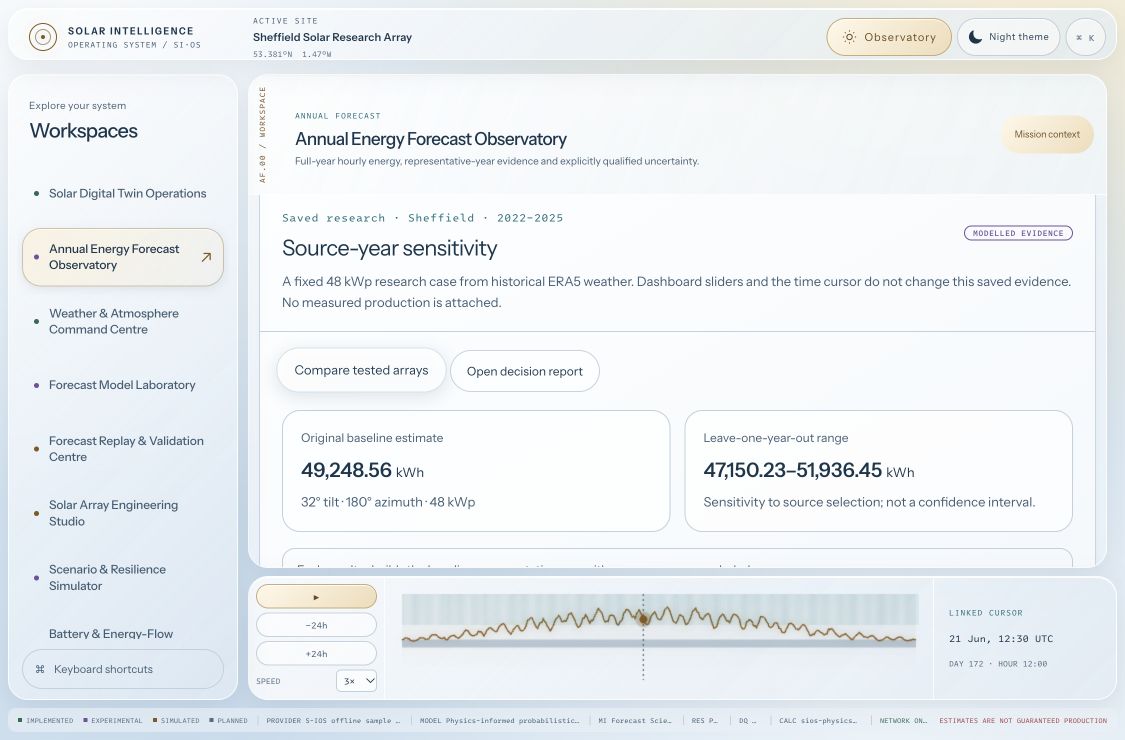 SOLAR INTELLIGENCE
OPERATING SYSTEM / SI-OS
ACTIVE SITE
Sheffield Solar Research Array
53.381°N 1.47°W
Observatory
Night theme
⌘ K
Explore your system
Workspaces
Solar Digital Twin Operations
Annual Energy Forecast
Observatory
Weather & Atmosphere
Command Centre
Forecast Model Laboratory
Forecast Replay & Validation
Centre
Solar Array Engineering
Studio
Scenario & Resilience
Simulator
Battery & Energy-Flow
⌘ Keyboard shortcuts
AF.00 / WORKSPACE
ANNUAL FORECAST
Annual Energy Forecast Observatory
Full-year hourly energy, representative-year evidence and explicitly qualified uncertainty.
Mission context
Saved research · Sheffield · 2022–2025
Source-year sensitivity
MODELLED EVIDENCE
A fixed 48 kWp research case from historical ERA5 weather. Dashboard sliders and the time cursor do not change this saved evidence.
No measured production is attached.
Compare tested arrays
Open decision report
Original baseline estimate
49,248.56 kWh
32° tilt · 180° azimuth · 48 kWp
Leave-one-year-out range
47,150.23–51,936.45 kWh
Sensitivity to source selection; not a confidence interval.
▶
−24h
+24h
SPEED
3×
LINKED CURSOR
21 Jun, 12:30 UTC
DAY 172 · HOUR 12:00
IMPLEMENTED
EXPERIMENTAL
SIMULATED
PLANNED
PROVIDER S-IOS offline sample …
MODEL Physics-informed probabilistic…
MI Forecast Scie…
RES P…
DQ …
CALC sios-physics…
NETWORK ON…
ESTIMATES ARE NOT GUARANTEED PRODUCTION